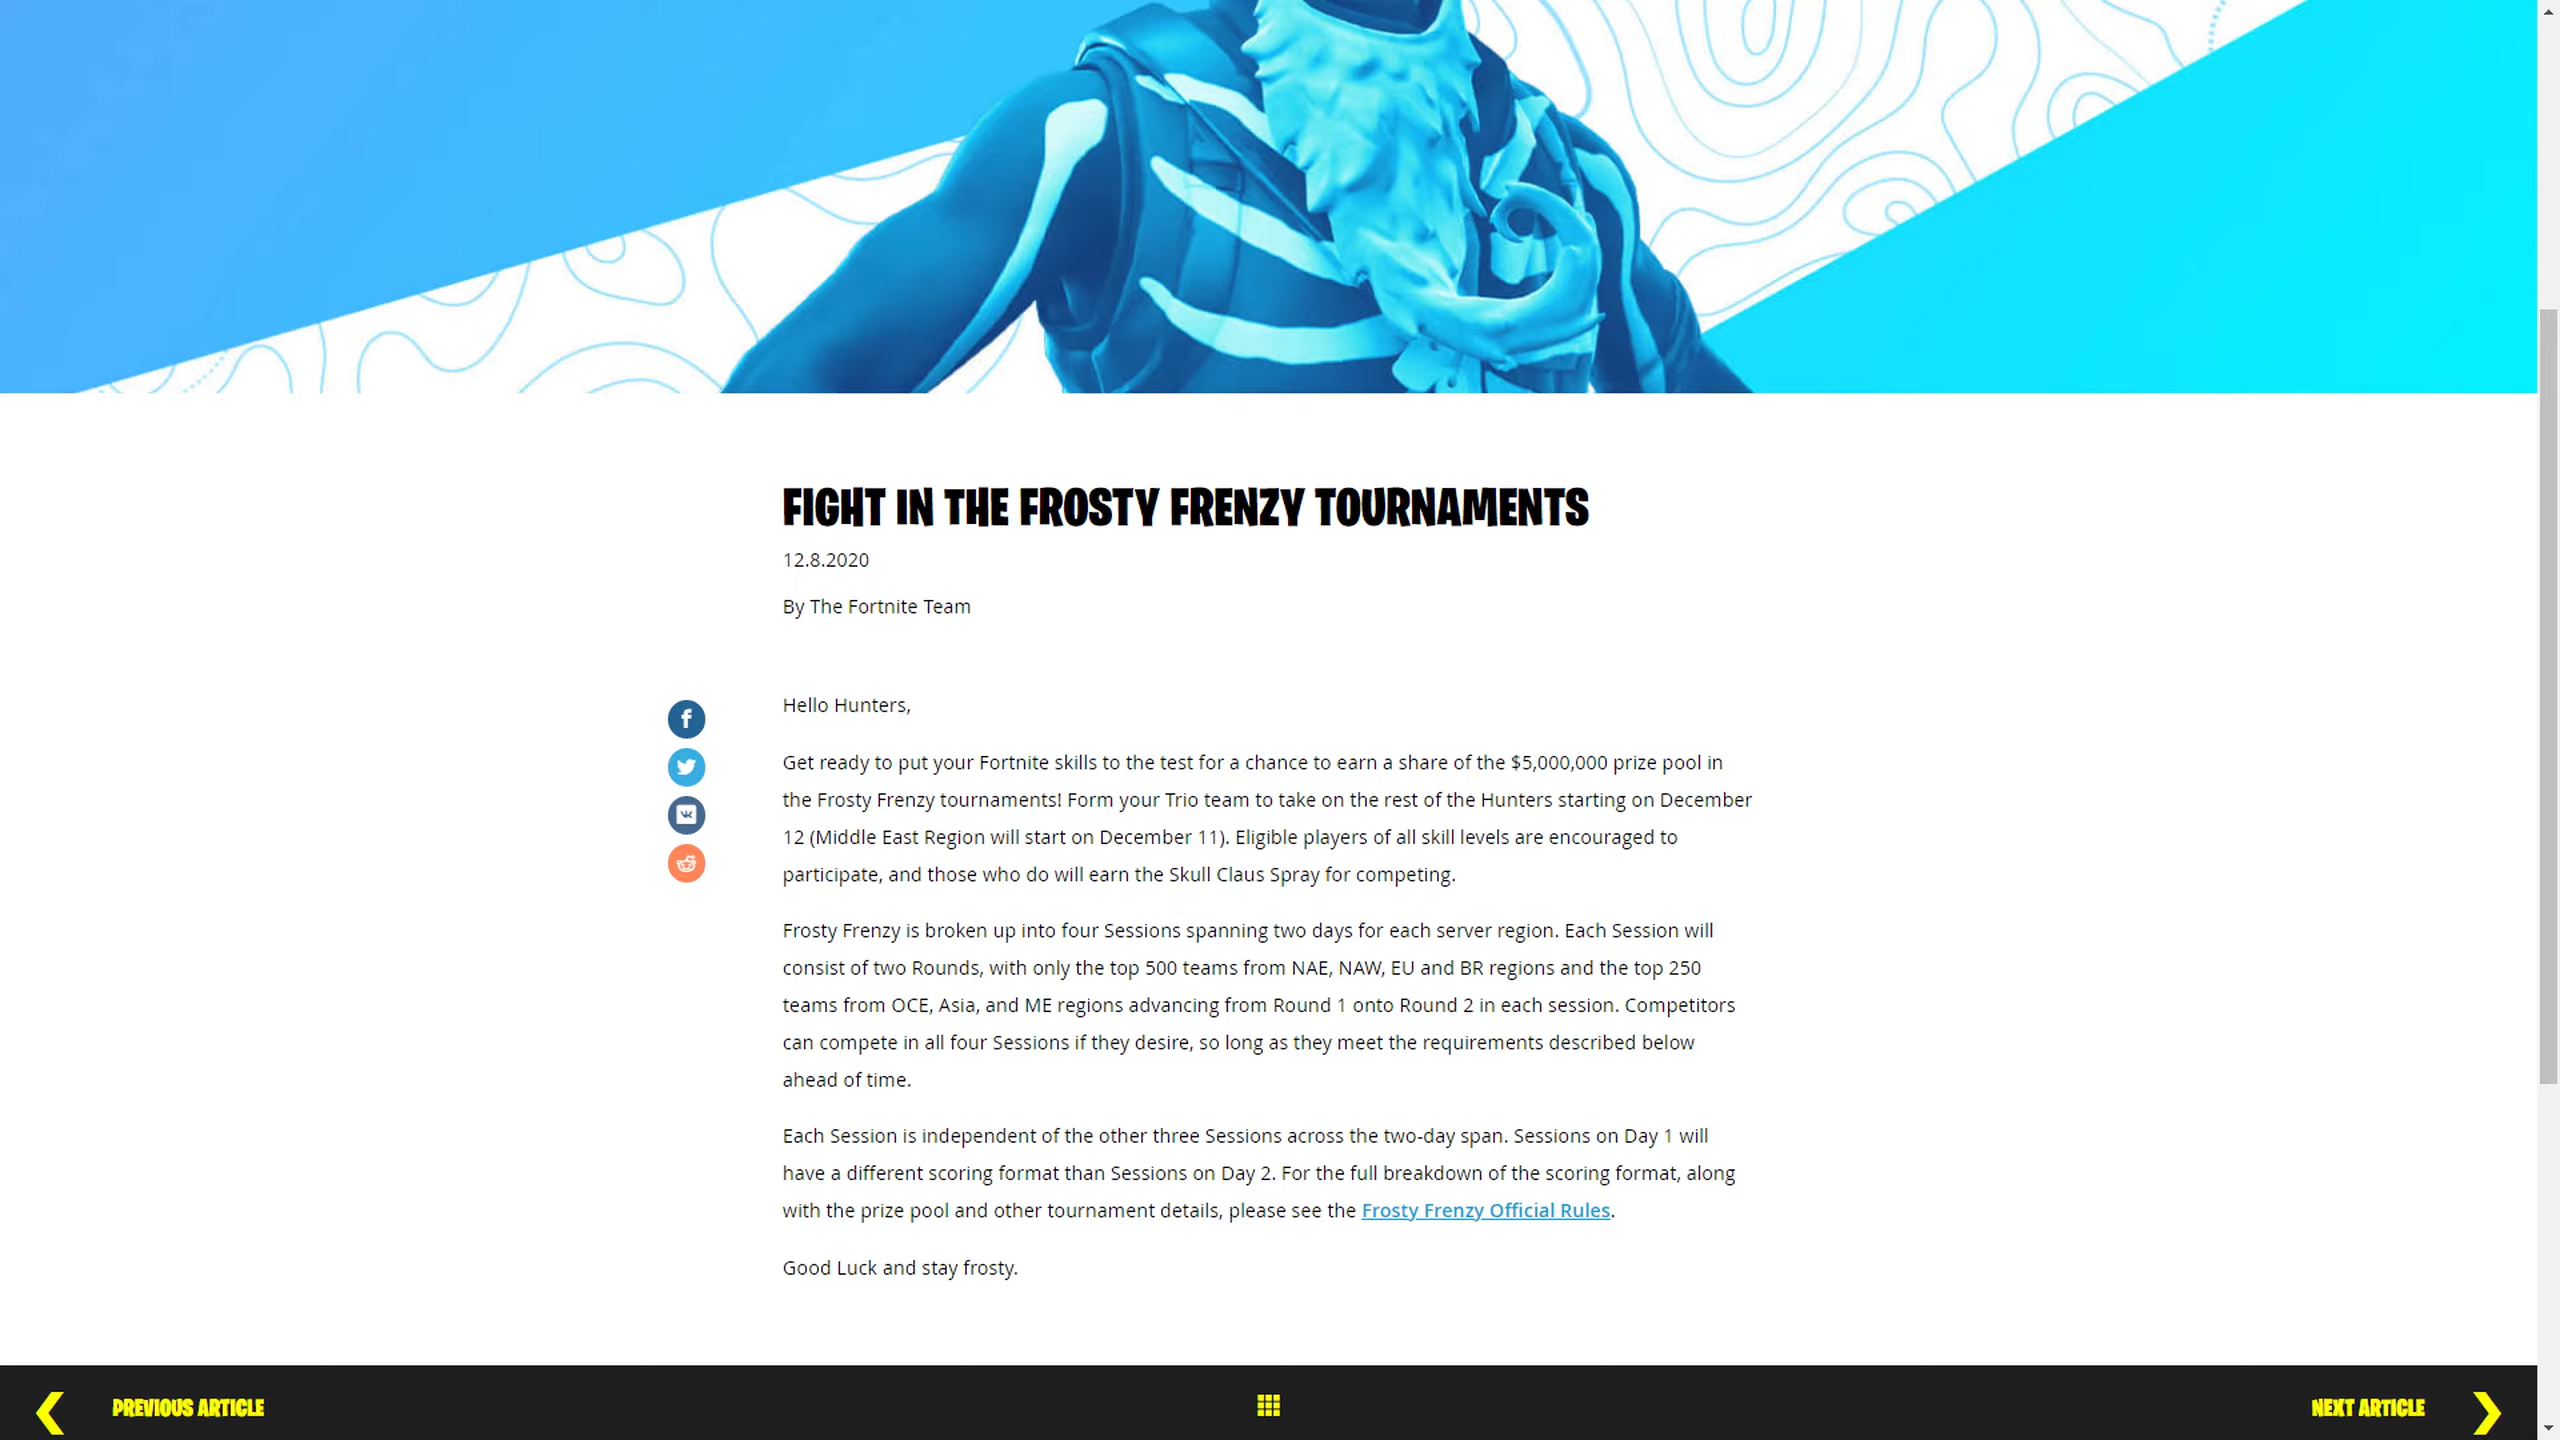 FIGHT IN THE FROSTY FRENZY TOURNAMENTS
12.8.2020
By The Fortnite Team
Hello Hunters,
Get ready to put your Fortnite skills to the test for a chance to earn a share of the $5,000,000 prize pool in
the Frosty Frenzy tournaments! Form your Trio team to take on the rest of the Hunters starting on December
12 (Middle East Region will start on December 11). Eligible players of all skill levels are encouraged to
participate, and those who do will earn the Skull Claus Spray for competing.
Frosty Frenzy is broken up into four Sessions spanning two days for each server region. Each Session will
consist of two Rounds, with only the top 500 teams from NAE, NAW, EU and BR regions and the top 250
teams from OCE, Asia, and ME regions advancing from Round 1 onto Round 2 in each session. Competitors
can compete in all four Sessions if they desire, so long as they meet the requirements described below
ahead of time.
Each Session is independent of the other three Sessions across the two-day span. Sessions on Day 1 will
have a different scoring format than Sessions on Day 2. For the full breakdown of the scoring format, along
with the prize pool and other tournament details, please see the Frosty Frenzy Official Rules.
Good Luck and stay frosty.
PREVIOUS ARTICLE
NEXT ARTICLE